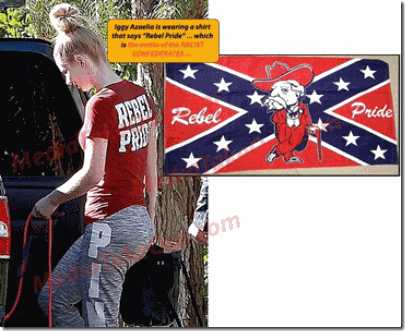 Iggy Azaelia is wearing a shirt
that says “Rebel Pride” ... which
is the motto of the RACIST
CONFEDERATES ...
REBEL
PRIDE
Rebel Pride